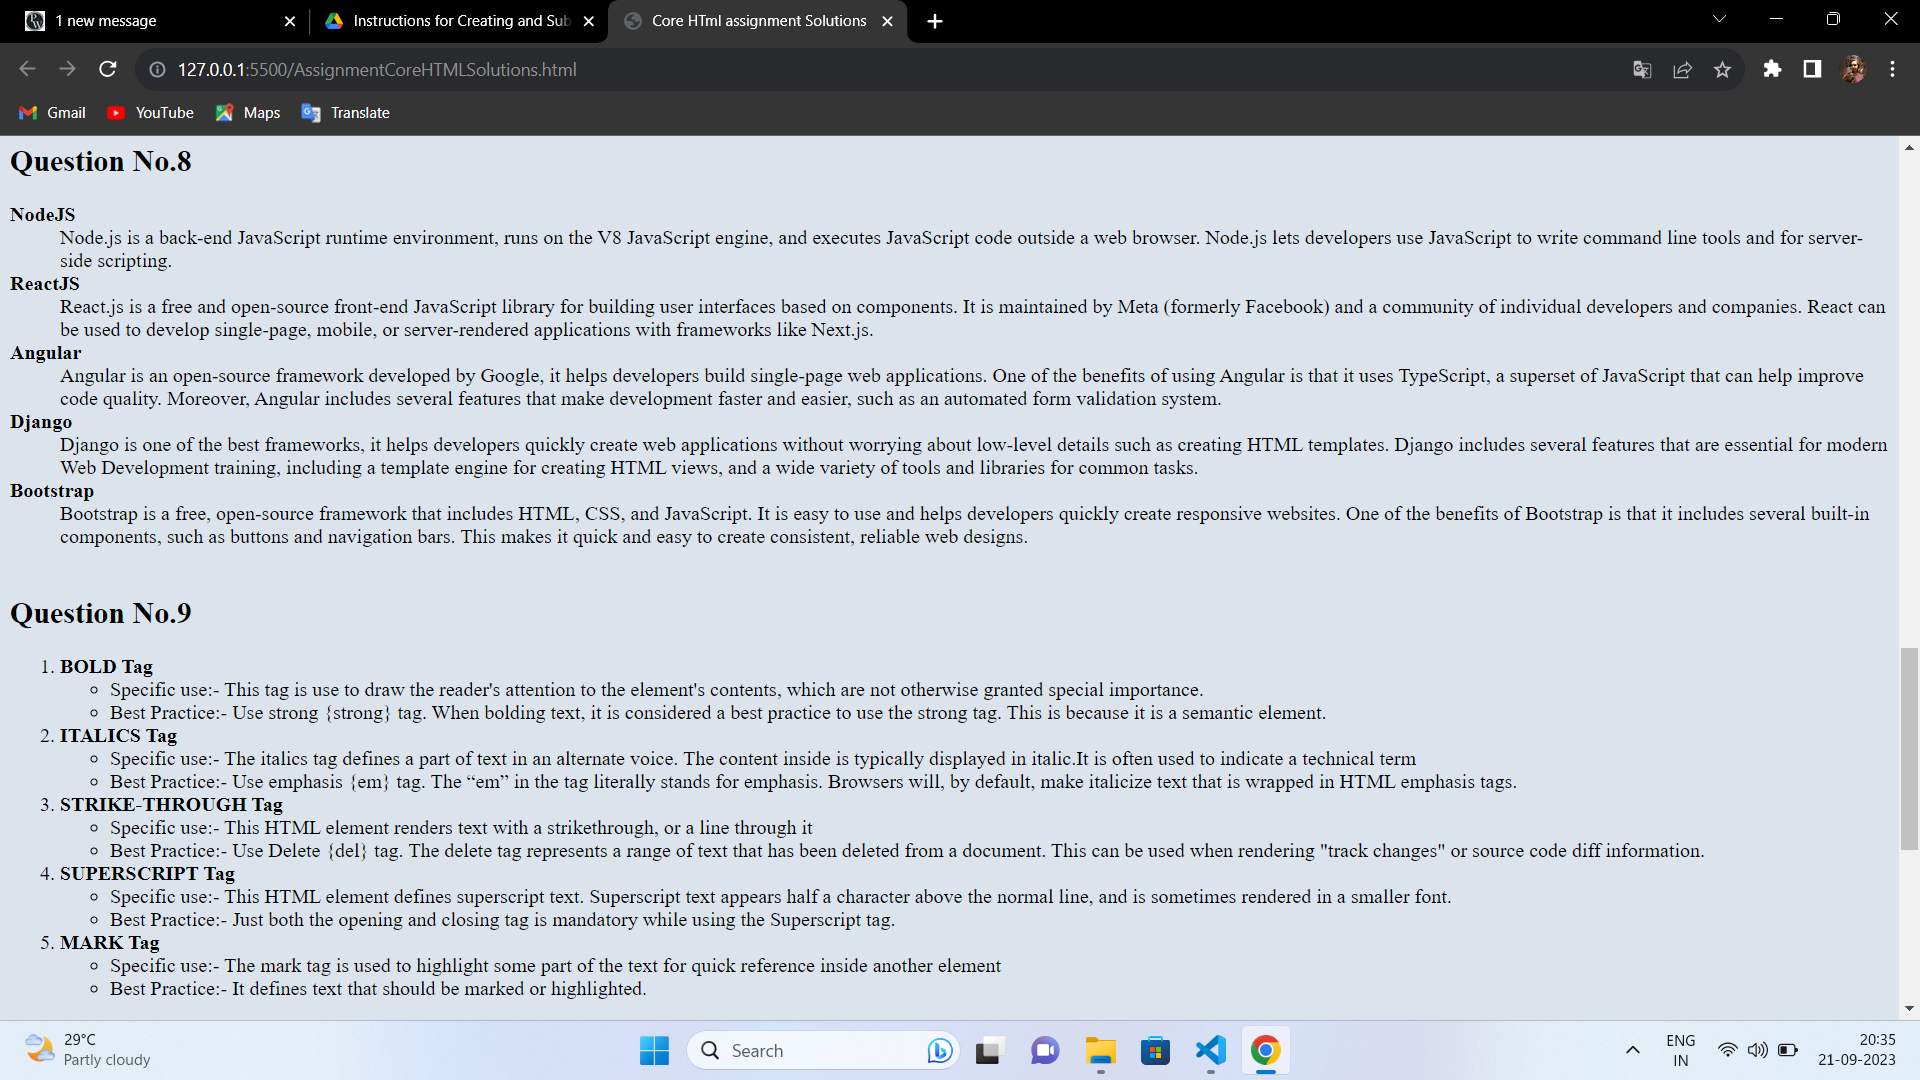 1 new message
Instructions for Creating and Sub
Core HTml assignment Solutions
127.0.0.1:5500/AssignmentCoreHTMLSolutions.html
Gmail
YouTube
Maps
Translate
Question No.8
NodeJS
Node.js is a back-end JavaScript runtime environment, runs on the V8 JavaScript engine, and executes JavaScript code outside a web browser. Node.js lets developers use JavaScript to write command line tools and for server-
side scripting.
ReactJS
React.js is a free and open-source front-end JavaScript library for building user interfaces based on components. It is maintained by Meta (formerly Facebook) and a community of individual developers and companies. React can
be used to develop single-page, mobile, or server-rendered applications with frameworks like Next.js.
Angular
Angular is an open-source framework developed by Google, it helps developers build single-page web applications. One of the benefits of using Angular is that it uses TypeScript, a superset of JavaScript that can help improve
code quality. Moreover, Angular includes several features that make development faster and easier, such as an automated form validation system.
Django
Django is one of the best frameworks, it helps developers quickly create web applications without worrying about low-level details such as creating HTML templates. Django includes several features that are essential for modern
Web Development training, including a template engine for creating HTML views, and a wide variety of tools and libraries for common tasks.
Bootstrap
Bootstrap is a free, open-source framework that includes HTML, CSS, and JavaScript. It is easy to use and helps developers quickly create responsive websites. One of the benefits of Bootstrap is that it includes several built-in
components, such as buttons and navigation bars. This makes it quick and easy to create consistent, reliable web designs.
Question No.9
1. BOLD Tag
Specific use:- This tag is use to draw the reader's attention to the element's contents, which are not otherwise granted special importance.
Best Practice:- Use strong {strong} tag. When bolding text, it is considered a best practice to use the strong tag. This is because it is a semantic element.
2. ITALICS Tag
Specific use:- The italics tag defines a part of text in an alternate voice. The content inside is typically displayed in italic.It is often used to indicate a technical term
Best Practice:- Use emphasis {em} tag. The “em” in the tag literally stands for emphasis. Browsers will, by default, make italicize text that is wrapped in HTML emphasis tags.
3. STRIKE-THROUGH Tag
Specific use:- This HTML element renders text with a strikethrough, or a line through it
Best Practice:- Use Delete {del} tag. The delete tag represents a range of text that has been deleted from a document. This can be used when rendering "track changes" or source code diff information.
4. SUPERSCRIPT Tag
Specific use:- This HTML element defines superscript text. Superscript text appears half a character above the normal line, and is sometimes rendered in a smaller font.
Best Practice:- Just both the opening and closing tag is mandatory while using the Superscript tag.
5. MARK Tag
Specific use:- The mark tag is used to highlight some part of the text for quick reference inside another element
Best Practice:- It defines text that should be marked or highlighted.
29°C
Partly cloudy
Search
ENG
IN
20:35
21-09-2023